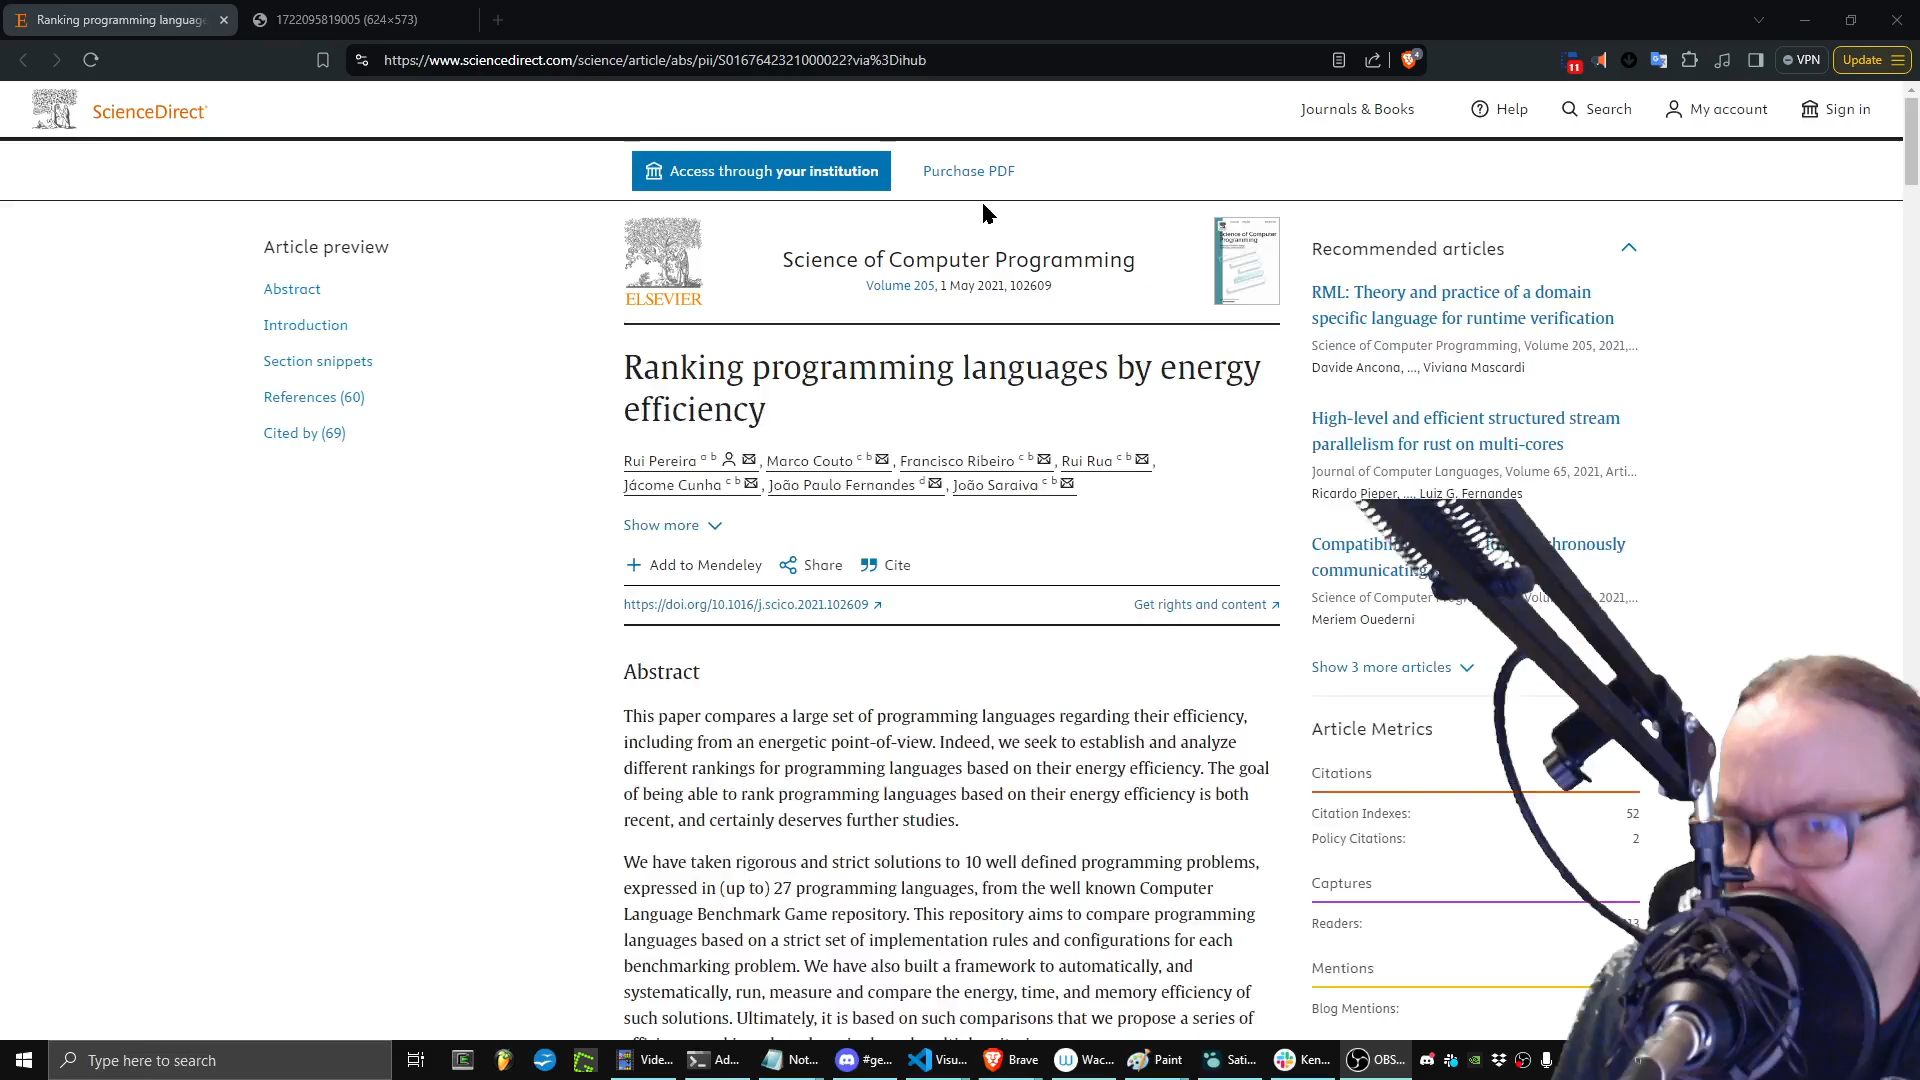 Ranking programming languag
1722095819005 (624×573)
https://www.sciencedirect.com/science/article/abs/pii/S0167642321000022?via%3Dihub
4
11
VPN
Update
ScienceDirect
Journals & Books
Help
Search
My account
Sign in
Access through your institution
Purchase PDF
Article preview
Abstract
Introduction
Section snippets
References (60)
Cited by (69)
ELSEVIER
Science of Computer Programming
Volume 205, 1 May 2021, 102609
Science of Computer
Programming
Ranking programming languages by energy
efficiency
Rui Pereira a b, Marco Couto c b, Francisco Ribeiro c b, Rui Rua c b,
Jácome Cunha c b, João Paulo Fernandes d, João Saraiva c b
Show more
Add to Mendeley
Share
Cite
https://doi.org/10.1016/j.scico.2021.102609
Get rights and content
Abstract
This paper compares a large set of programming languages regarding their efficiency,
including from an energetic point-of-view. Indeed, we seek to establish and analyze
different rankings for programming languages based on their energy efficiency. The goal
of being able to rank programming languages based on their energy efficiency is both
recent, and certainly deserves further studies.
We have taken rigorous and strict solutions to 10 well defined programming problems,
expressed in (up to) 27 programming languages, from the well known Computer
Language Benchmark Game repository. This repository aims to compare programming
languages based on a strict set of implementation rules and configurations for each
benchmarking problem. We have also built a framework to automatically, and
systematically, run, measure and compare the energy, time, and memory efficiency of
such solutions. Ultimately, it is based on such comparisons that we propose a series of
Recommended articles
RML: Theory and practice of a domain
specific language for runtime verification
Science of Computer Programming, Volume 205, 2021,...
Davide Ancona, ..., Viviana Mascardi
High-level and efficient structured stream
parallelism for rust on multi-cores
Journal of Computer Languages, Volume 65, 2021, Arti...
Ricardo Pieper, ..., Luiz G. Fernandes
communicating
Science of Computer 2021,...
Meriem Ouederni
Show 3 more articles
Article Metrics
Citations
Citation Indexes: 52
Policy Citations: 2
Captures
Readers:
Mentions
Blog Mentions:
Type here to search
Vide...
Ad...
Not...
#ge...
Visu...
Brave
Wac...
Paint
Sati...
Ken...
OBS...